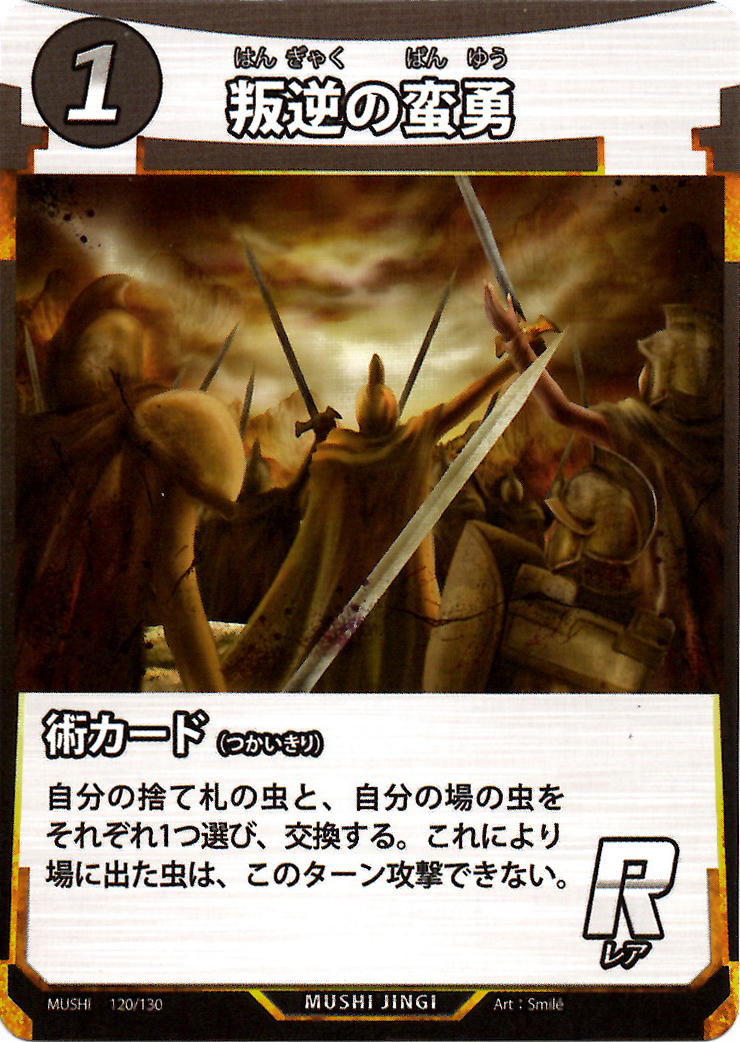 1
はん ぎゃく ばん ゆう
叛逆の蛮勇
術カード (つかいきり)
自分の捨て札の虫と、自分の場の虫を
それぞれ1つ選び、交換する。これにより
場に出た虫は、このターン攻撃できない。
R
レア
MUSHI 120/130 MUSHI JINGI Art：Smilé